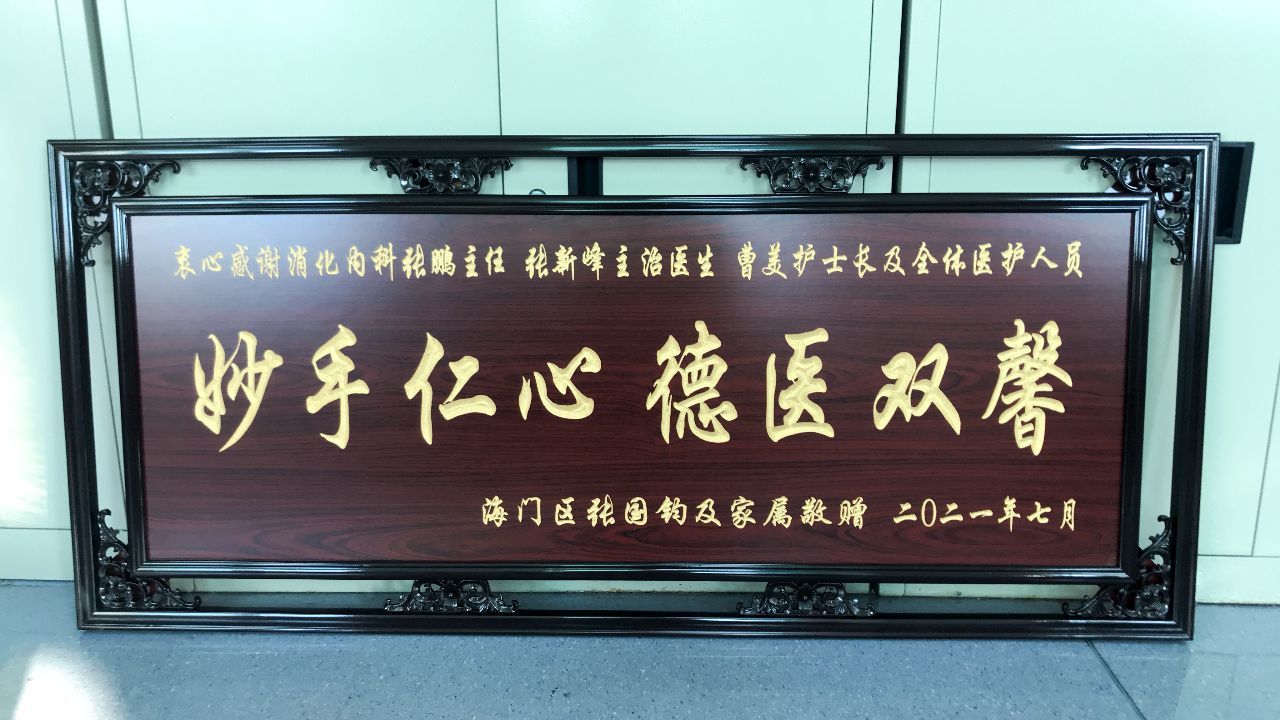 衷心感谢消化内科张鹏主任 张新峰主治医生 曹美护士长及全体医护人员
妙手仁心 德医双馨
海门区张国钧及家属敬赠 二〇二一年七月